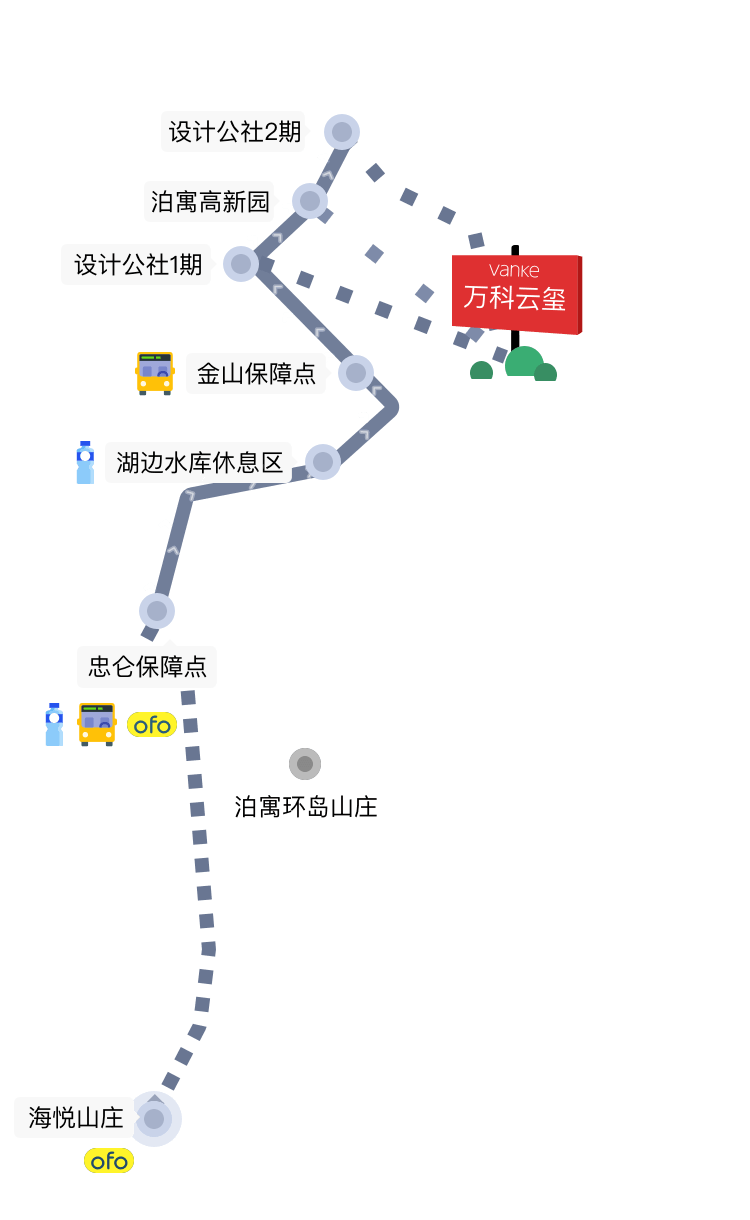 设计公社2期
泊寓高新园
设计公社1期
vanke
万科云玺
金山保障点
湖边水库休息区
忠仑保障点
ofo
泊寓环岛山庄
海悦山庄
ofo